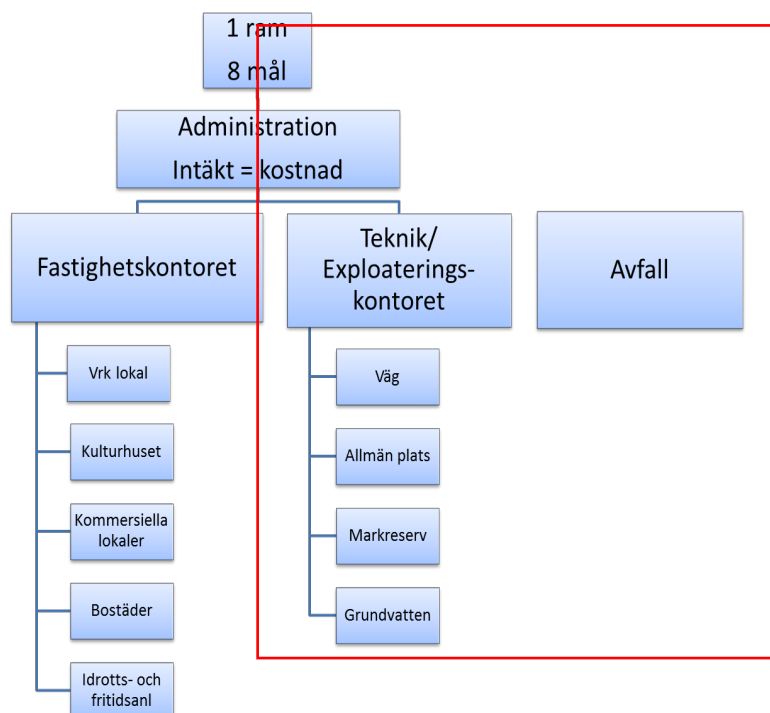 1 ram
8 mål
Administration
Intäkt = kostnad
Fastighetskontoret
Teknik/
Exploaterings-
kontoret
Avfall
Vrk lokal
Kulturhuset
Kommersiella
lokaler
Bostäder
Idrotts- och
fritidsanl
Väg
Allmän plats
Markreserv
Grundvatten